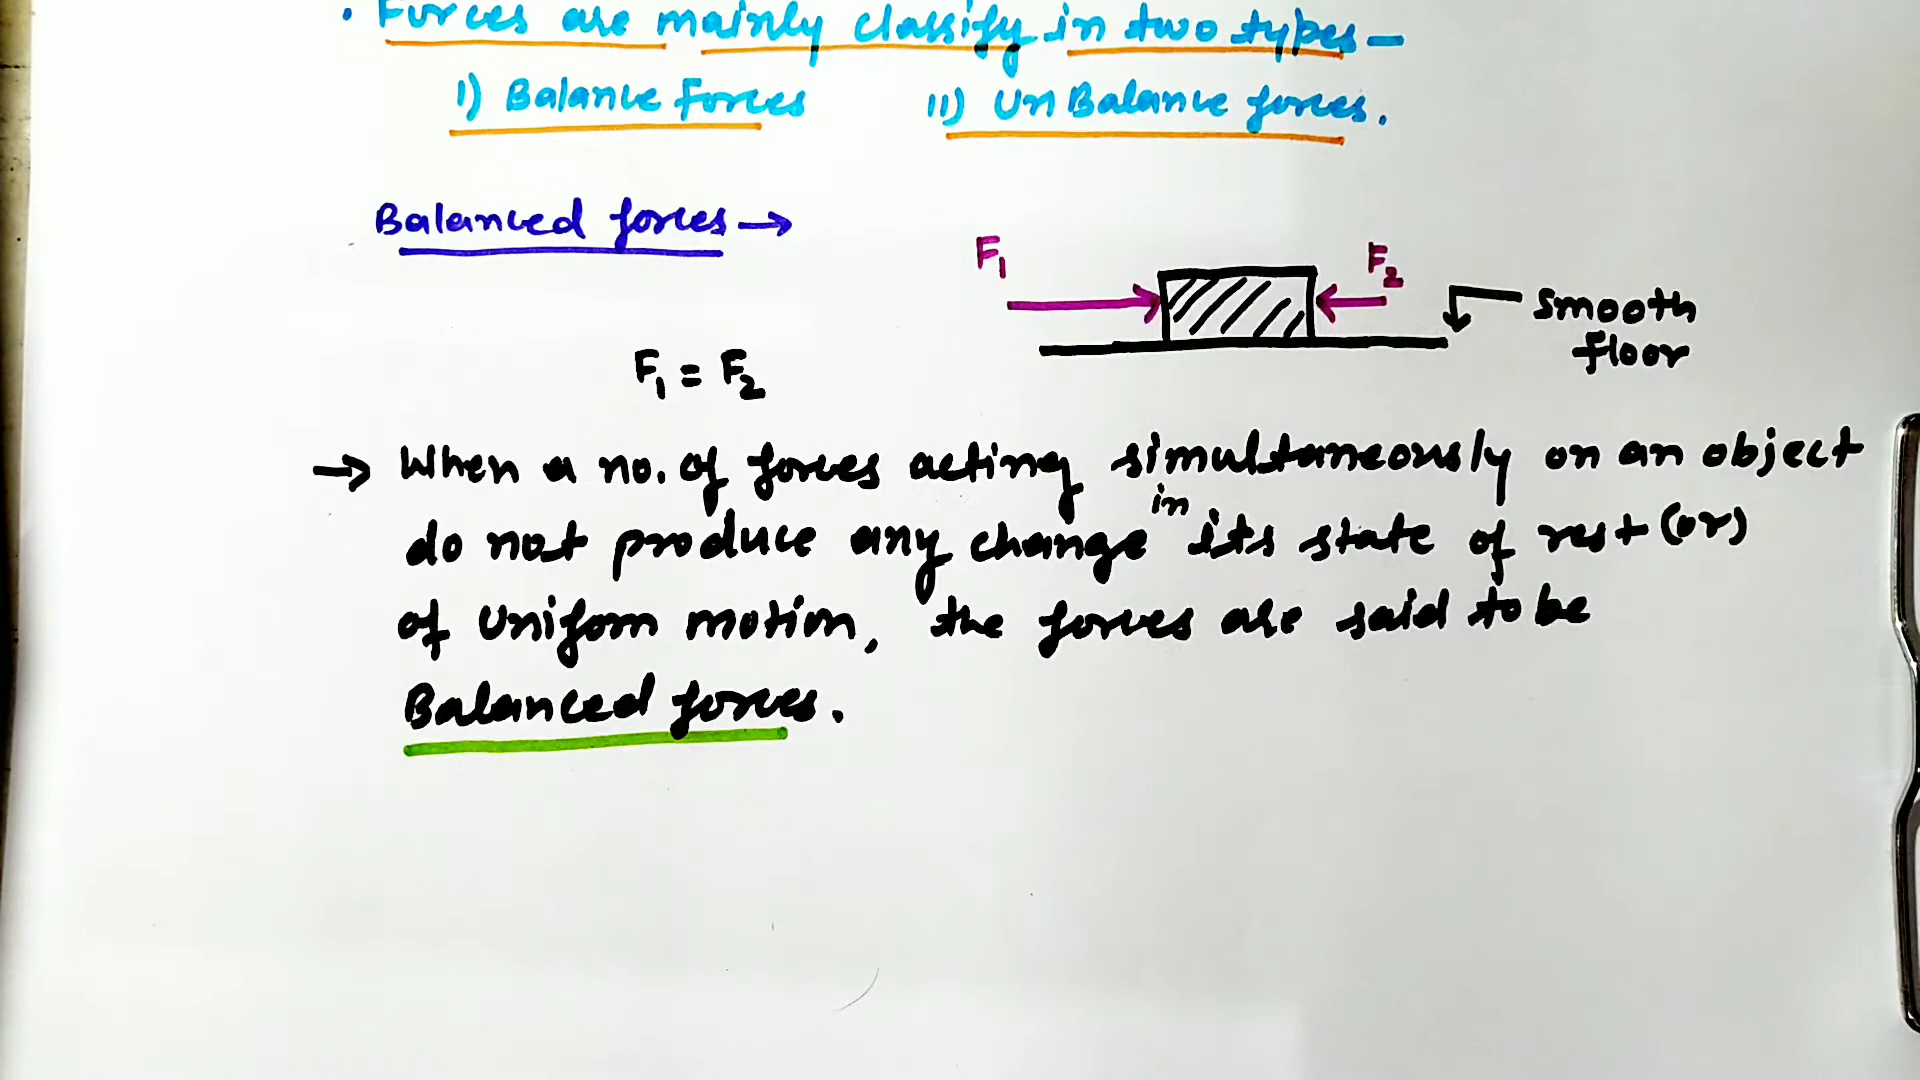 • Forces are mainly classify in two types –
I) Balance Forces II) UnBalance forces.
Balanced forces →
F1 F2
smooth
floor
F1 = F2
→ When a no. of forces acting simultaneously on an object
do not produce any change in its state of rest (or)
of uniform motion, the forces are said to be
Balanced forces.